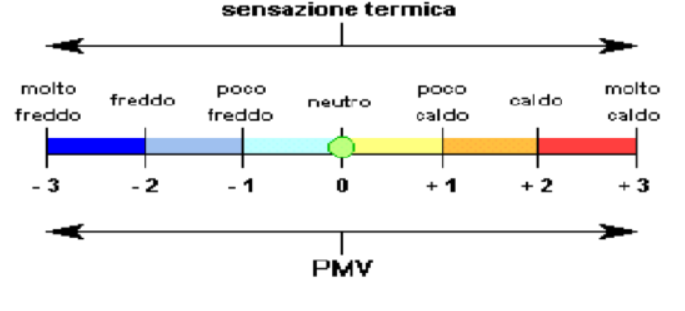 sensazione termica
molto freddo
freddo
poco freddo
neutro
poco caldo
caldo
molto caldo
- 3 - 2 - 1 0 + 1 + 2 + 3
PMV